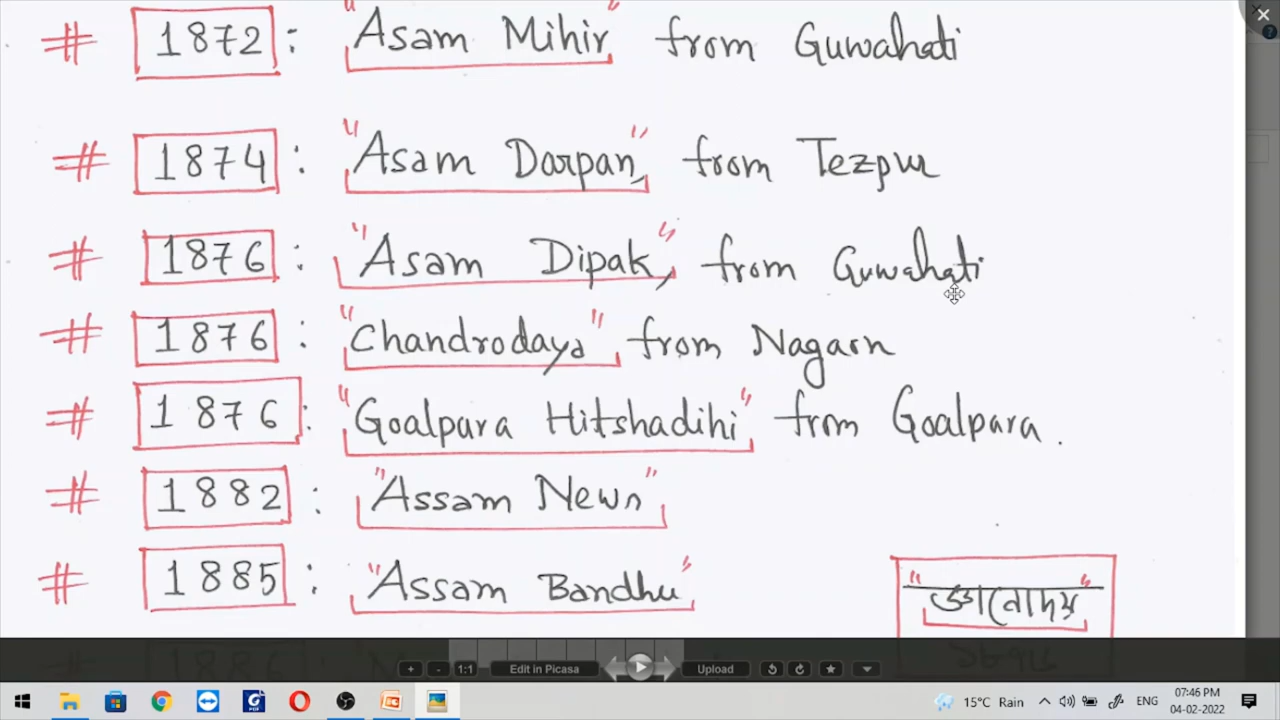 # 1872 : "Asam Mihir" from Guwahati
# 1874 : "Asam Darpan" from Tezpur
# 1876 : "Asam Dipak" from Guwahati
# 1876 : "Chandrodaya" from Nagaon
# 1876 : "Goalpara Hitshadihi" from Goalpara.
# 1882 : "Assam News"
# 1885 : "Assam Bandhu"
"জ্ঞানোদয়"
+ - 1:1 Edit in Picasa Upload
15°C Rain ENG 07:46 PM
04-02-2022